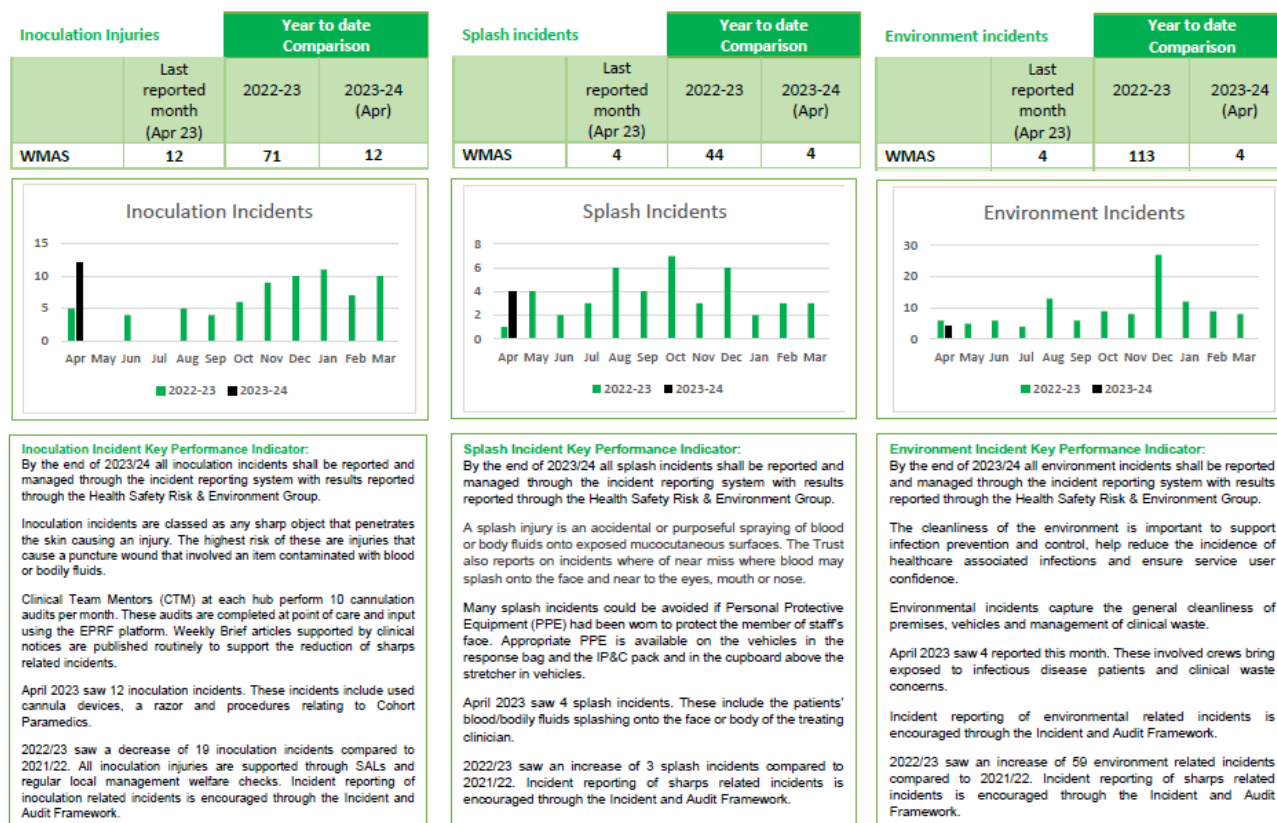 Inoculation Injuries
Year to date
Comparison
Last
reported
month
(Apr 23)
2022-23
2023-24
(Apr)
WMAS 12 71 12
Inoculation Incidents
15
10
5
0
Apr May Jun Jul Aug Sep Oct Nov Dec Jan Feb Mar
2022-23 2023-24
Inoculation Incident Key Performance Indicator:
By the end of 2023/24 all inoculation incidents shall be reported and
managed through the incident reporting system with results reported
through the Health Safety Risk & Environment Group.
Inoculation incidents are classed as any sharp object that penetrates
the skin causing an injury. The highest risk of these are injuries that
cause a puncture wound that involved an item contaminated with blood
or bodily fluids.
Clinical Team Mentors (CTM) at each hub perform 10 cannulation
audits per month. These audits are completed at point of care and input
using the EPRF platform. Weekly Brief articles supported by clinical
notices are published routinely to support the reduction of sharps
related incidents.
April 2023 saw 12 inoculation incidents. These incidents include used
cannula devices, a razor and procedures relating to Cohort
Paramedics.
2022/23 saw a decrease of 19 inoculation incidents compared to
2021/22. All inoculation injuries are supported through SALs and
regular local management welfare checks. Incident reporting of
inoculation related incidents is encouraged through the Incident and
Audit Framework.
Splash incidents
Year to date
Comparison
Last
reported
month
(Apr 23)
2022-23
2023-24
(Apr)
WMAS 4 44 4
Splash Incidents
8
6
4
2
0
Apr May Jun Jul Aug Sep Oct Nov Dec Jan Feb Mar
2022-23 2023-24
Splash Incident Key Performance Indicator:
By the end of 2023/24 all splash incidents shall be reported and
managed through the incident reporting system with results
reported through the Health Safety Risk & Environment Group.
A splash injury is an accidental or purposeful spraying of blood
or body fluids onto exposed mucocutaneous surfaces. The Trust
also reports on incidents where of near miss where blood may
splash onto the face and near to the eyes, mouth or nose.
Many splash incidents could be avoided if Personal Protective
Equipment (PPE) had been worn to protect the member of staff's
face. Appropriate PPE is available on the vehicles in the
response bag and the IP&C pack and in the cupboard above the
stretcher in vehicles.
April 2023 saw 4 splash incidents. These include the patients'
blood/bodily fluids splashing onto the face or body of the treating
clinician.
2022/23 saw an increase of 3 splash incidents compared to
2021/22. Incident reporting of sharps related incidents is
encouraged through the Incident and Audit Framework.
Environment incidents
Year to date
Comparison
Last
reported
month
(Apr 23)
2022-23
2023-24
(Apr)
WMAS 4 113 4
Environment Incidents
30
20
10
0
Apr May Jun Jul Aug Sep Oct Nov Dec Jan Feb Mar
2022-23 2023-24
Environment Incident Key Performance Indicator:
By the end of 2023/24 all environment incidents shall be reported
and managed through the incident reporting system with results
reported through the Health Safety Risk & Environment Group.
The cleanliness of the environment is important to support
infection prevention and control, help reduce the incidence of
healthcare associated infections and ensure service user
confidence.
Environmental incidents capture the general cleanliness of
premises, vehicles and management of clinical waste.
April 2023 saw 4 reported this month. These involved crews bring
exposed to infectious disease patients and clinical waste
concerns.
Incident reporting of environmental related incidents is
encouraged through the Incident and Audit Framework.
2022/23 saw an increase of 59 environment related incidents
compared to 2021/22. Incident reporting of sharps related
incidents is encouraged through the Incident and Audit
Framework.